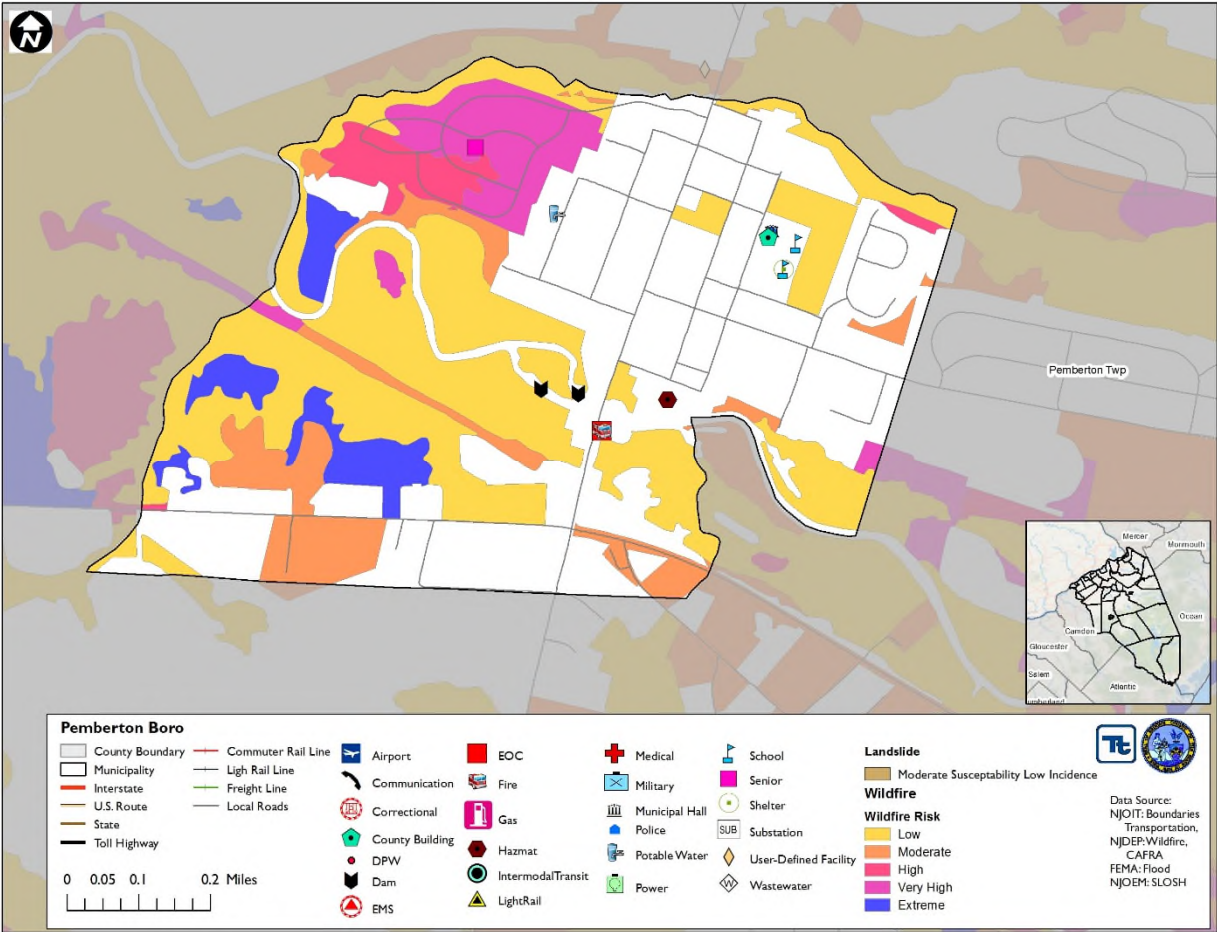 N
Pemberton Twp
Mercer
Monmouth
Ocean
Camden
Gloucester
Salem
Atlantic
Pemberton Boro
County Boundary
Municipality
Interstate
U.S. Route
State
Toll Highway
0 0.05 0.1 0.2 Miles
Commuter Rail Line
Ligh Rail Line
Freight Line
Local Roads
Airport
Communication
Correctional
County Building
DPW
Dam
EMS
EOC
Fire
Gas
Hazmat
IntermodalTransit
LightRail
Medical
Military
Municipal Hall
Police
Potable Water
Power
School
Senior
Shelter
SUB Substation
User-Defined Facility
W Wastewater
Landslide
Moderate Susceptability Low Incidence
Wildfire
Wildfire Risk
Low
Moderate
High
Very High
Extreme
Tt
Data Source:
NJOIT: Boundaries
Transportation,
NJDEP:Wildfire,
CAFRA
FEMA: Flood
NJOEM: SLOSH